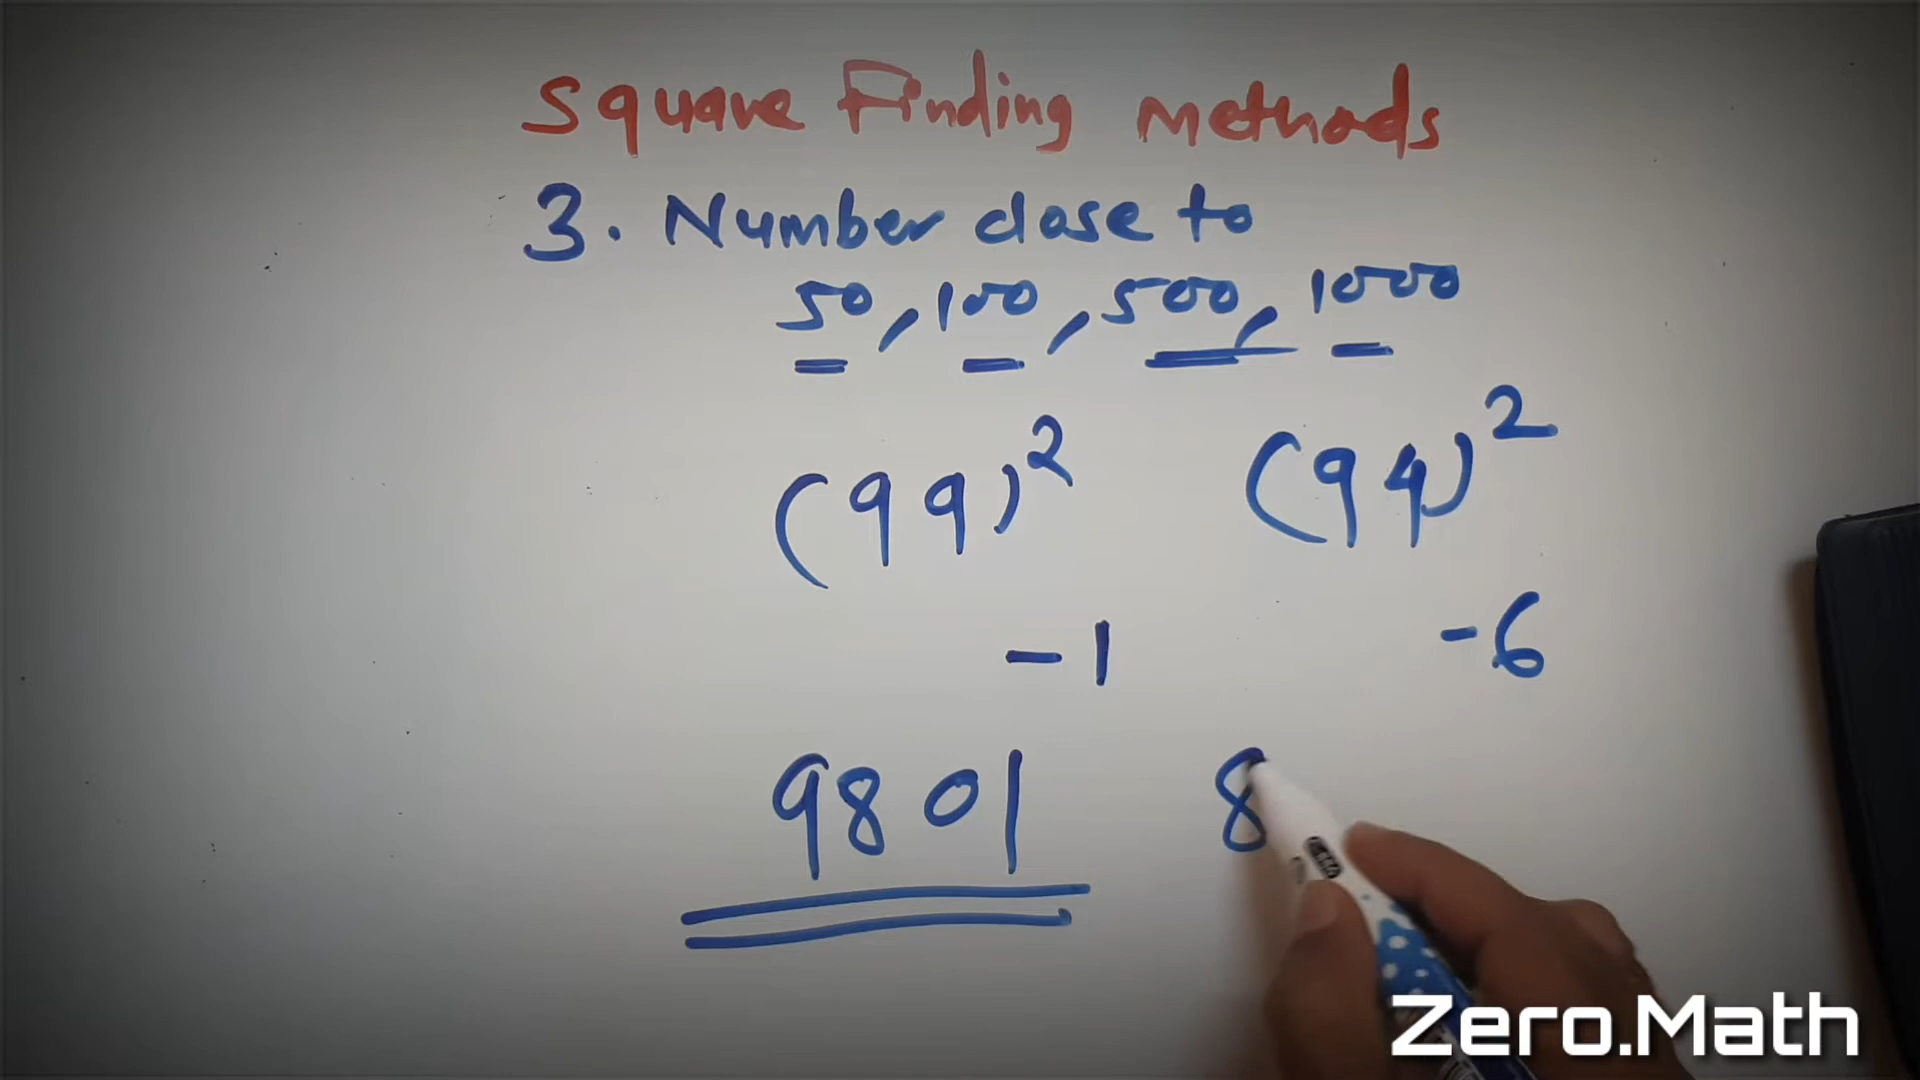 Square Finding Methods
3. Number close to
50, 100, 500, 1000
(99)² (94)²
-1 -6
9801 8
Zero.Math